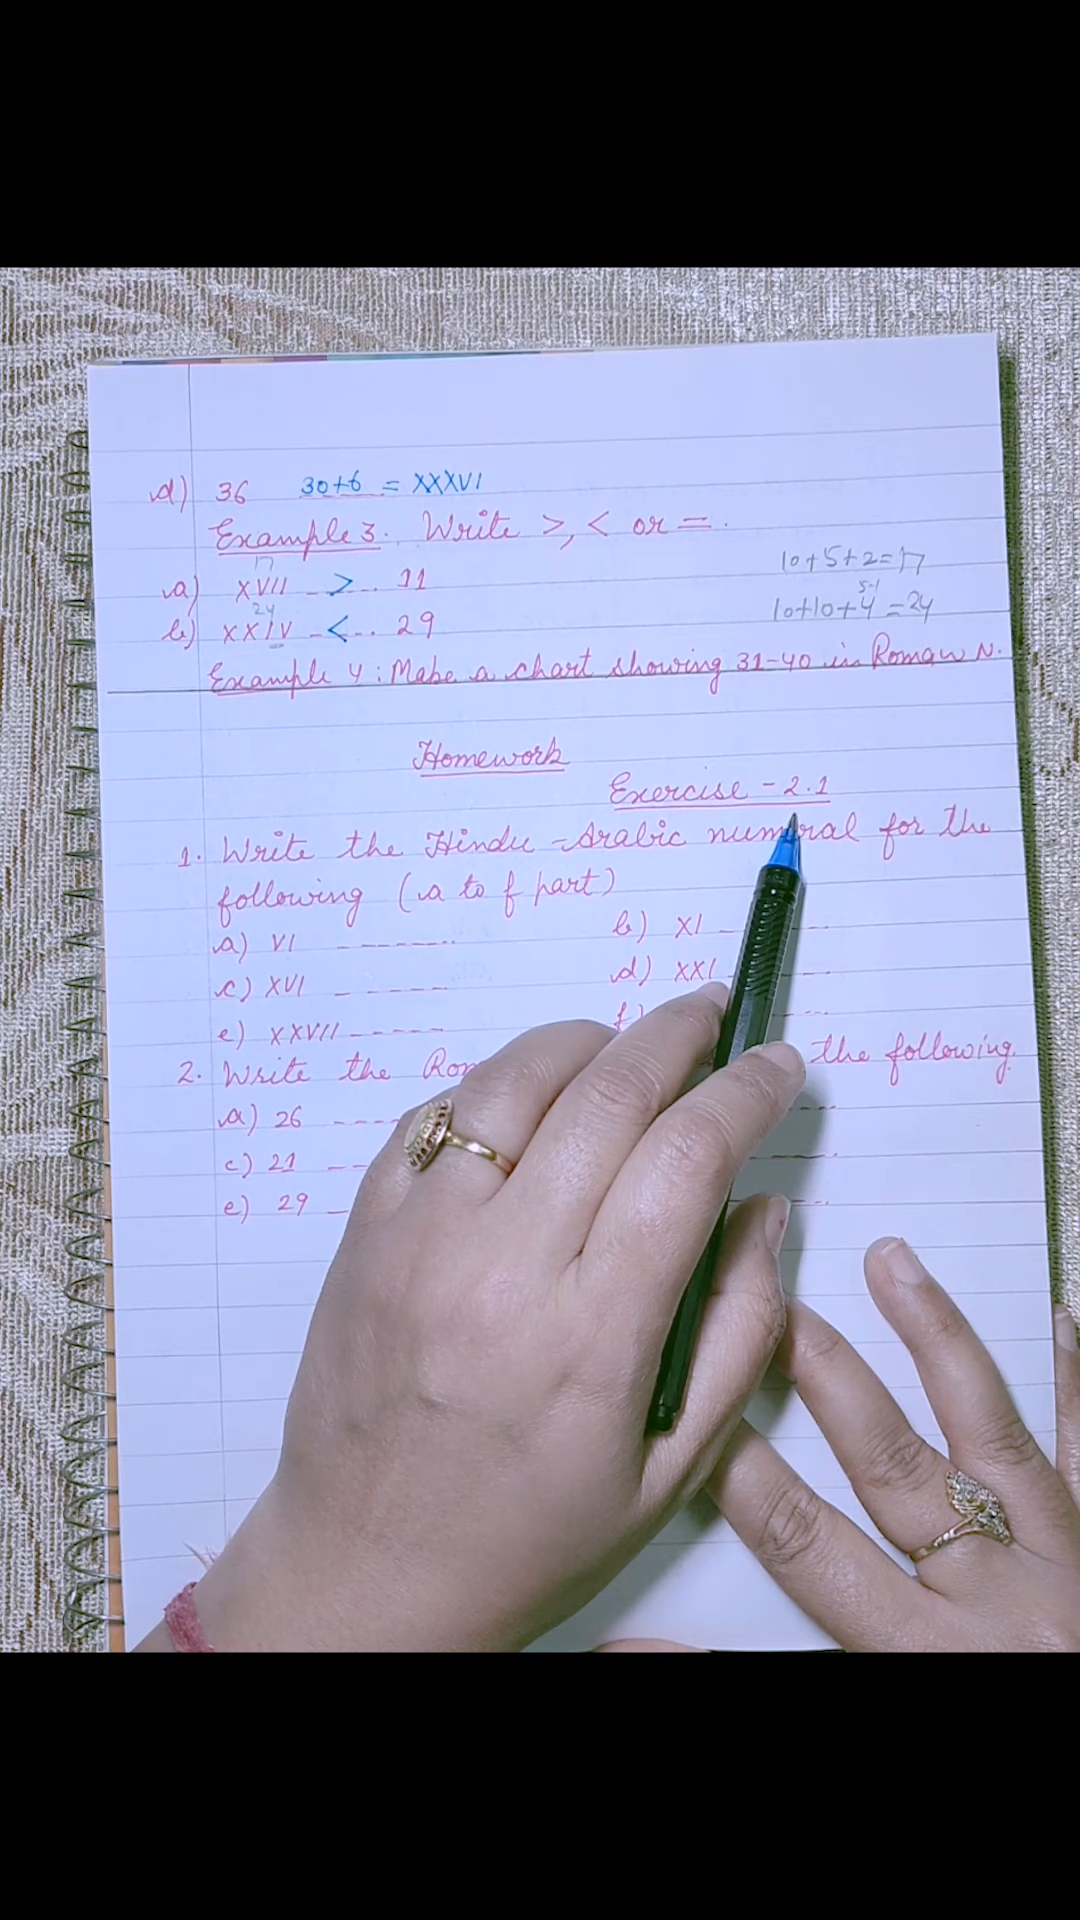 d) 36 30+6 = XXXVI
Example 3. Write >, < or =.
17
a) XVII > 11 10+5+2=17
24 5-1
b) XXIV < 29 10+10+4=24
Example 4: Make a chart showing 31-40 in Roman N.
Homework
Exercise - 2.1
1. Write the Hindu-Arabic numeral for the
following (a to f part)
a) VI ------- b) XI
c) XVI ------ d) XXI
e) XXVII ----- f)
2. Write the the following.
a) 26
c) 21
e) 29